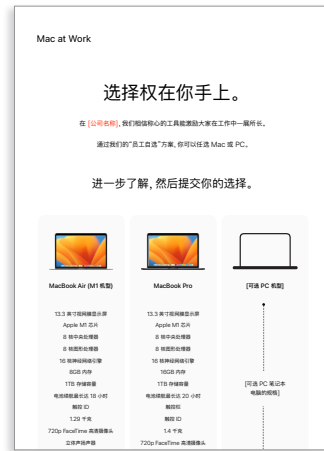 Mac at Work
选择权在你手上。
在 [公司名称], 我们相信称心的工具能激励大家在工作中一展所长。
通过我们的“员工自选”方案, 你可以任选 Mac 或 PC。
进一步了解, 然后提交你的选择。
MacBook Air (M1 机型)
13.3 英寸视网膜显示屏
Apple M1 芯片
8 核中央处理器
8 核图形处理器
16 核神经网络引擎
8GB 内存
1TB 存储容量
电池续航最长达 18 小时
触控 ID
1.29 千克
720p FaceTime 高清摄像头
立体声扬声器
MacBook Pro
13.3 英寸视网膜显示屏
Apple M1 芯片
8 核中央处理器
8 核图形处理器
16 核神经网络引擎
16GB 内存
1TB 存储容量
电池续航最长达 20 小时
触控栏
触控 ID
1.4 千克
720p FaceTime 高清摄像头
[可选 PC 机型]
[可选 PC 笔记本
电脑的规格]